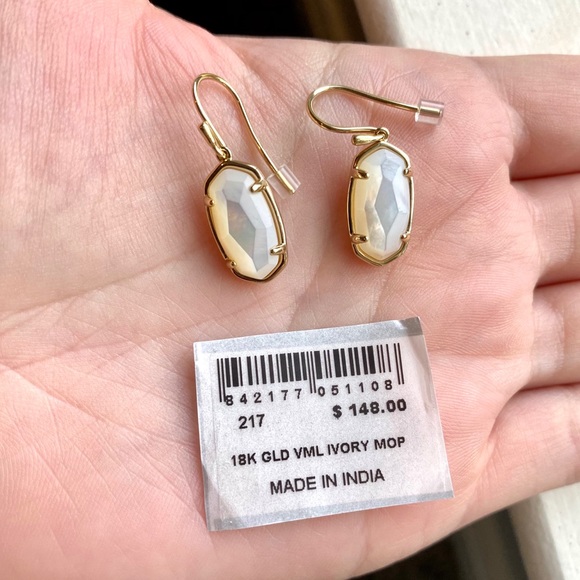 842177 051108
217 $ 148.00
18K GLD VML IVORY MOP
MADE IN INDIA